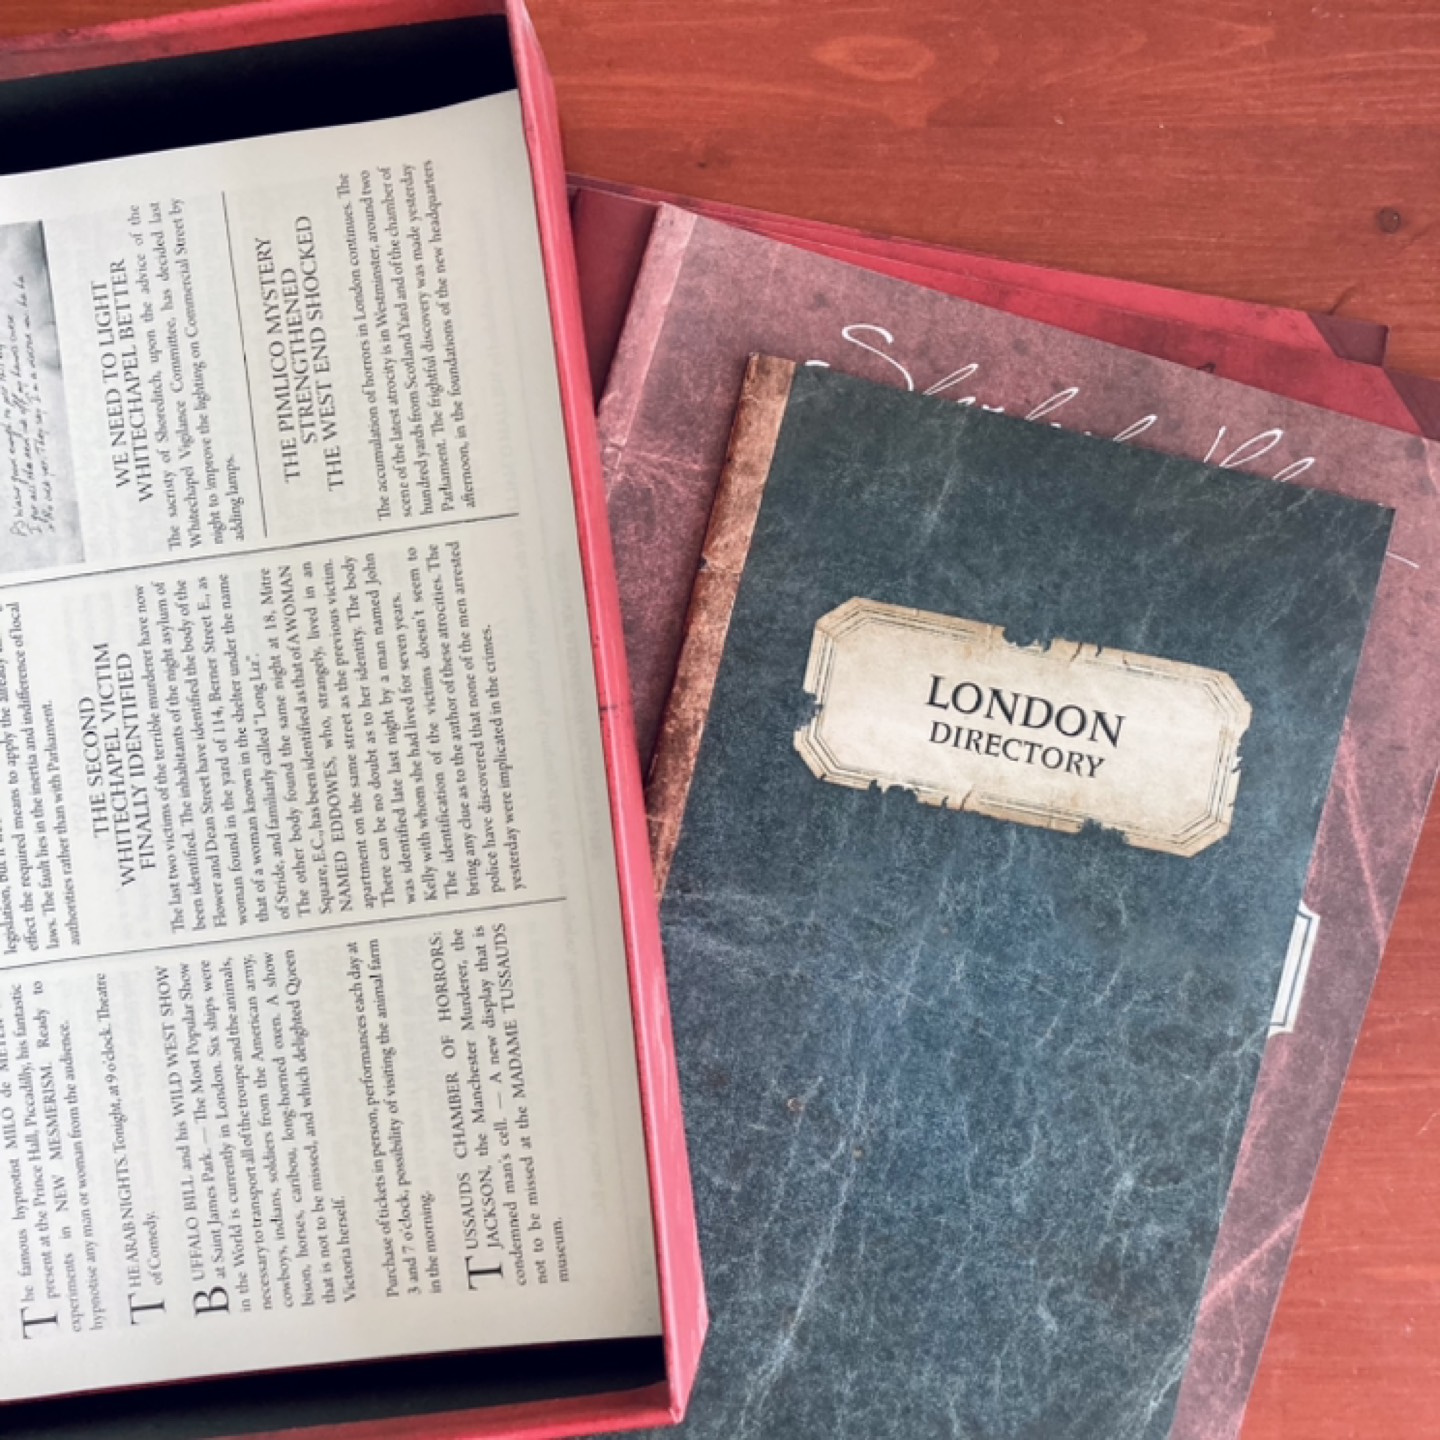 WE NEED TO LIGHT
WHITECHAPEL BETTER
The sacristy of Shoreditch, upon the advice of the
Whitechapel Vigilance Committee, has decided last
night to improve the lighting on Commercial Street by
adding lamps.
THE PIMLICO MYSTERY
STRENGTHENED
THE WEST END SHOCKED
The accumulation of horrors in London continues. The
scene of the latest atrocity is in Westminster, around two
hundred yards from Scotland Yard and of the chamber of
Parliament. The frightful discovery was made yesterday
afternoon, in the foundations of the new headquarters
effect the required means to apply the already
legislation, but it
effect the required means to
laws. The fault lies in the inertia and indifference of local
authorities rather than with Parliament.
THE SECOND
WHITECHAPEL VICTIM
FINALLY IDENTIFIED
The last two victims of the terrible murderer have now
been identified. The inhabitants of the night asylum of
Flower and Dean Street have identified the body of the
woman found in the yard of 114, Berner Street E., as
that of a woman known in the shelter under the name
of Stride, and familiarly called "Long Liz".
The other body found the same night at 18, Mitre
Square, E.C., has been identified as that of A WOMAN
NAMED EDDOWES, who, strangely, lived in an
apartment on the same street as the previous victim.
There can be no doubt as to her identity. The body
was identified late last night by a man named John
Kelly with whom she had lived for seven years.
The identification of the victims doesn't seem to
bring any clue as to the author of these atrocities. The
police have discovered that none of the men arrested
yesterday were implicated in the crimes.
The famous hypnotist MILO de
present at the Prince Hall, Piccadilly, his fantastic
experiments in NEW MESMERISM. Ready to
hypnotise any man or woman from the audience.
THE ARAB NIGHTS. Tonight, at 9 o'clock. Theatre
of Comedy.
BUFFALO BILL and his WILD WEST SHOW
at Saint James Park. — The Most Popular Show
in the World is currently in London. Six ships were
necessary to transport all of the troupe and the animals,
cowboys, indians, soldiers from the American army,
bison, horses, caribou, long-horned oxen. A show
that is not to be missed, and which delighted Queen
Victoria herself.
Purchase of tickets in person, performances each day at
3 and 7 o'clock, possibility of visiting the animal farm
in the morning.
TUSSAUDS CHAMBER OF HORRORS:
JACKSON, the Manchester Murderer, the
condemned man's cell. — A new display that is
not to be missed at the MADAME TUSSAUDS
museum.
LONDON
DIRECTORY